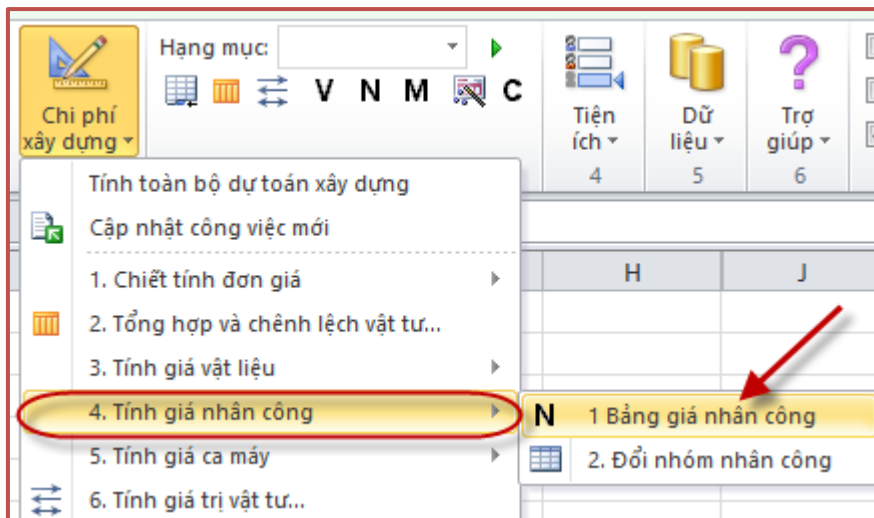 Hạng mục:
V N M C
Chi phí
xây dựng
Tiện
ích
4
Dữ
liệu
5
Trợ
giúp
6
Tính toàn bộ dự toán xây dựng
Cập nhật công việc mới
1. Chiết tính đơn giá
2. Tổng hợp và chênh lệch vật tư...
3. Tính giá vật liệu
4. Tính giá nhân công
5. Tính giá ca máy
6. Tính giá trị vật tư...
H J
N 1 Bảng giá nhân công
2. Đổi nhóm nhân công